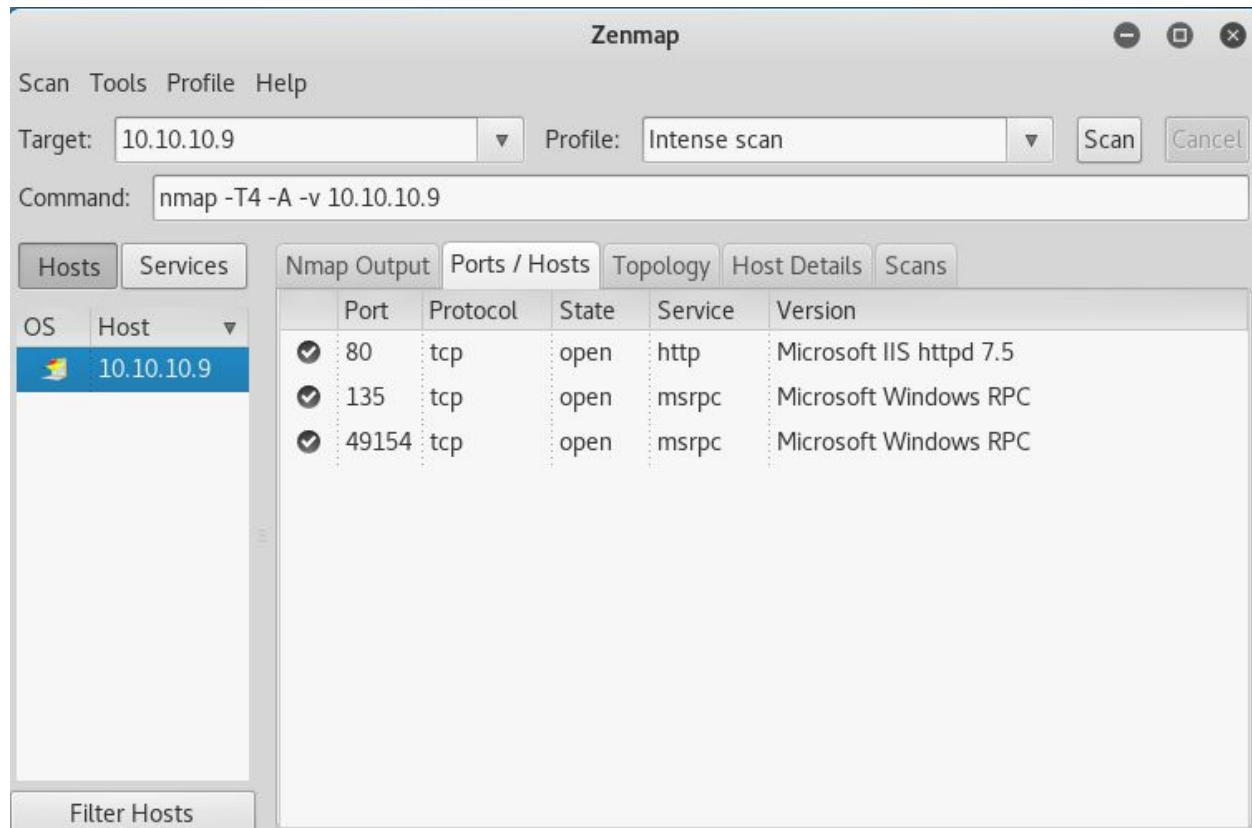 Zenmap
Scan Tools Profile Help
Target: 10.10.10.9 Profile: Intense scan Scan Cancel
Command: nmap -T4 -A -v 10.10.10.9
Hosts Services Nmap Output Ports / Hosts Topology Host Details Scans
OS Host Port Protocol State Service Version
10.10.10.9 80 tcp open http Microsoft IIS httpd 7.5
135 tcp open msrpc Microsoft Windows RPC
49154 tcp open msrpc Microsoft Windows RPC
Filter Hosts